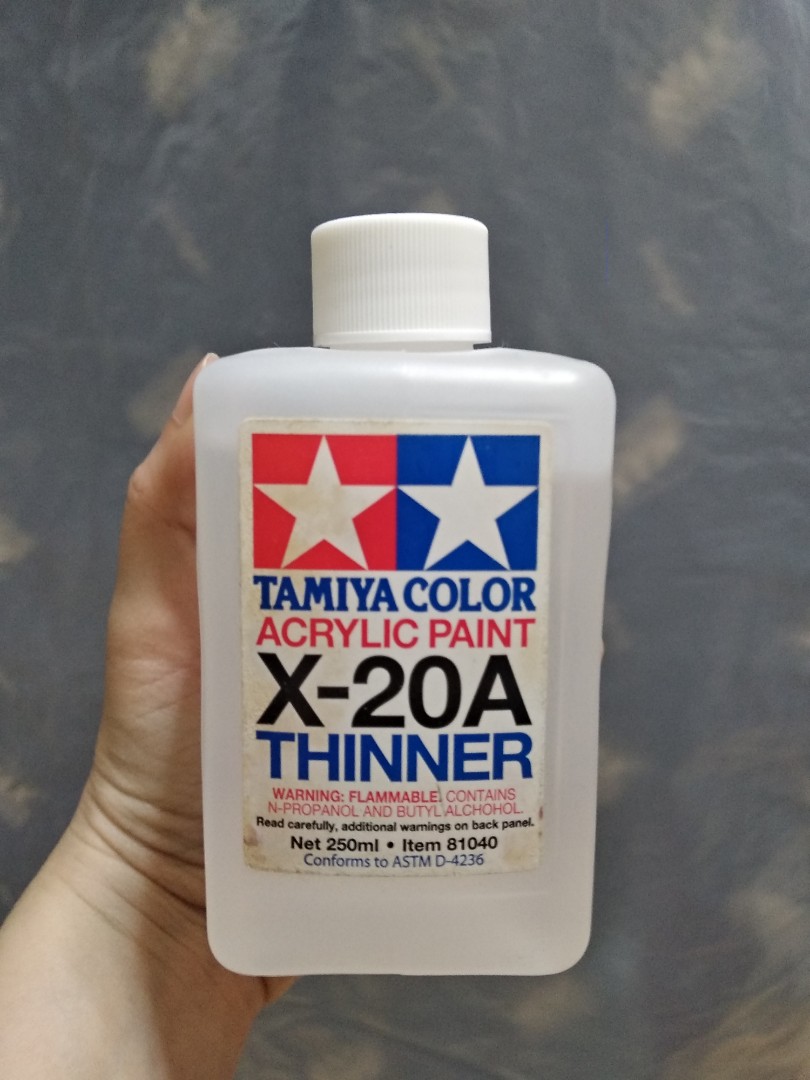 TAMIYA COLOR
ACRYLIC PAINT
X-20A
THINNER
WARNING: FLAMMABLE. CONTAINS
N-PROPANOL AND BUTYL ALCHOHOL.
Read carefully, additional warnings on back panel.
Net 250ml • Item 81040
Conforms to ASTM D-4236